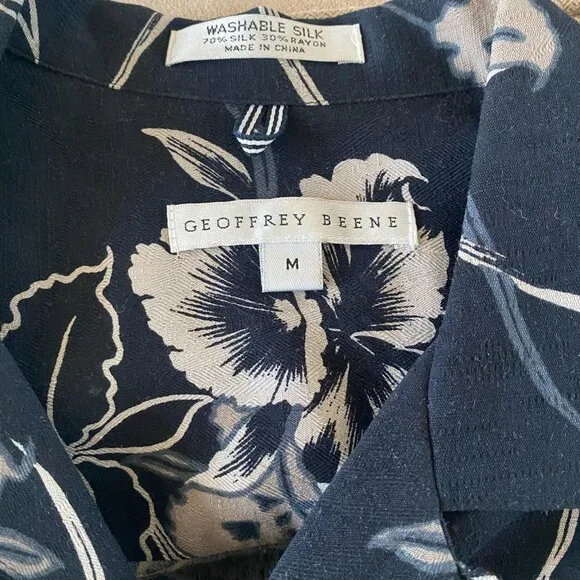 WASHABLE SILK
70% SILK 30% RAYON
MADE IN CHINA
GEOFFREY BEENE
M